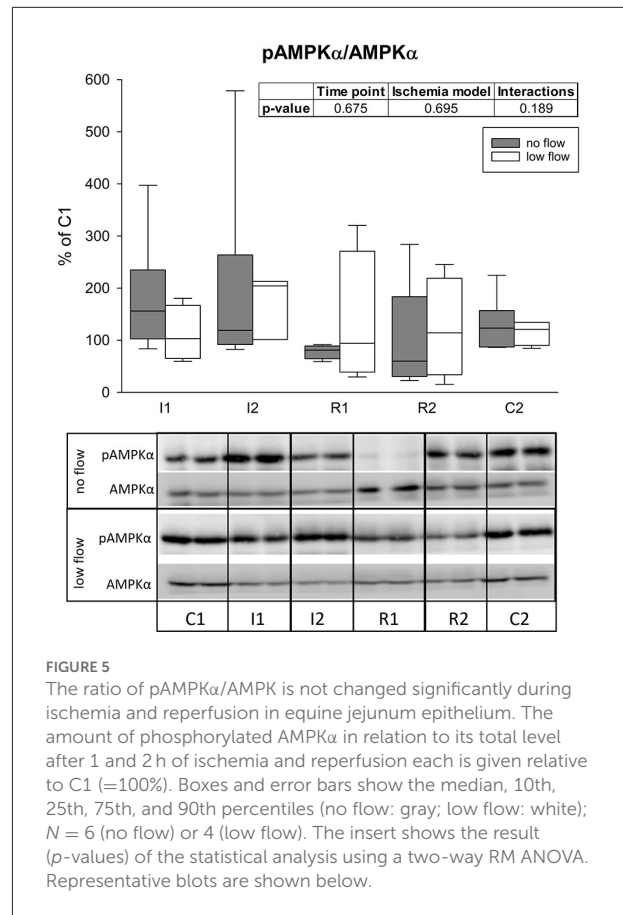 pAMPKα/AMPKα
600
500
400
300
200
100
0
% of C1
Time point Ischemia model Interactions
p-value 0.675 0.695 0.189
no flow
low flow
I1 I2 R1 R2 C2
no flow
pAMPKα
AMPKα
low flow
pAMPKα
AMPKα
C1 I1 I2 R1 R2 C2
FIGURE 5
The ratio of pAMPKα/AMPK is not changed significantly during
ischemia and reperfusion in equine jejunum epithelium. The
amount of phosphorylated AMPKα in relation to its total level
after 1 and 2 h of ischemia and reperfusion each is given relative
to C1 (=100%). Boxes and error bars show the median, 10th,
25th, 75th, and 90th percentiles (no flow: gray; low flow: white);
N = 6 (no flow) or 4 (low flow). The insert shows the result
(p-values) of the statistical analysis using a two-way RM ANOVA.
Representative blots are shown below.